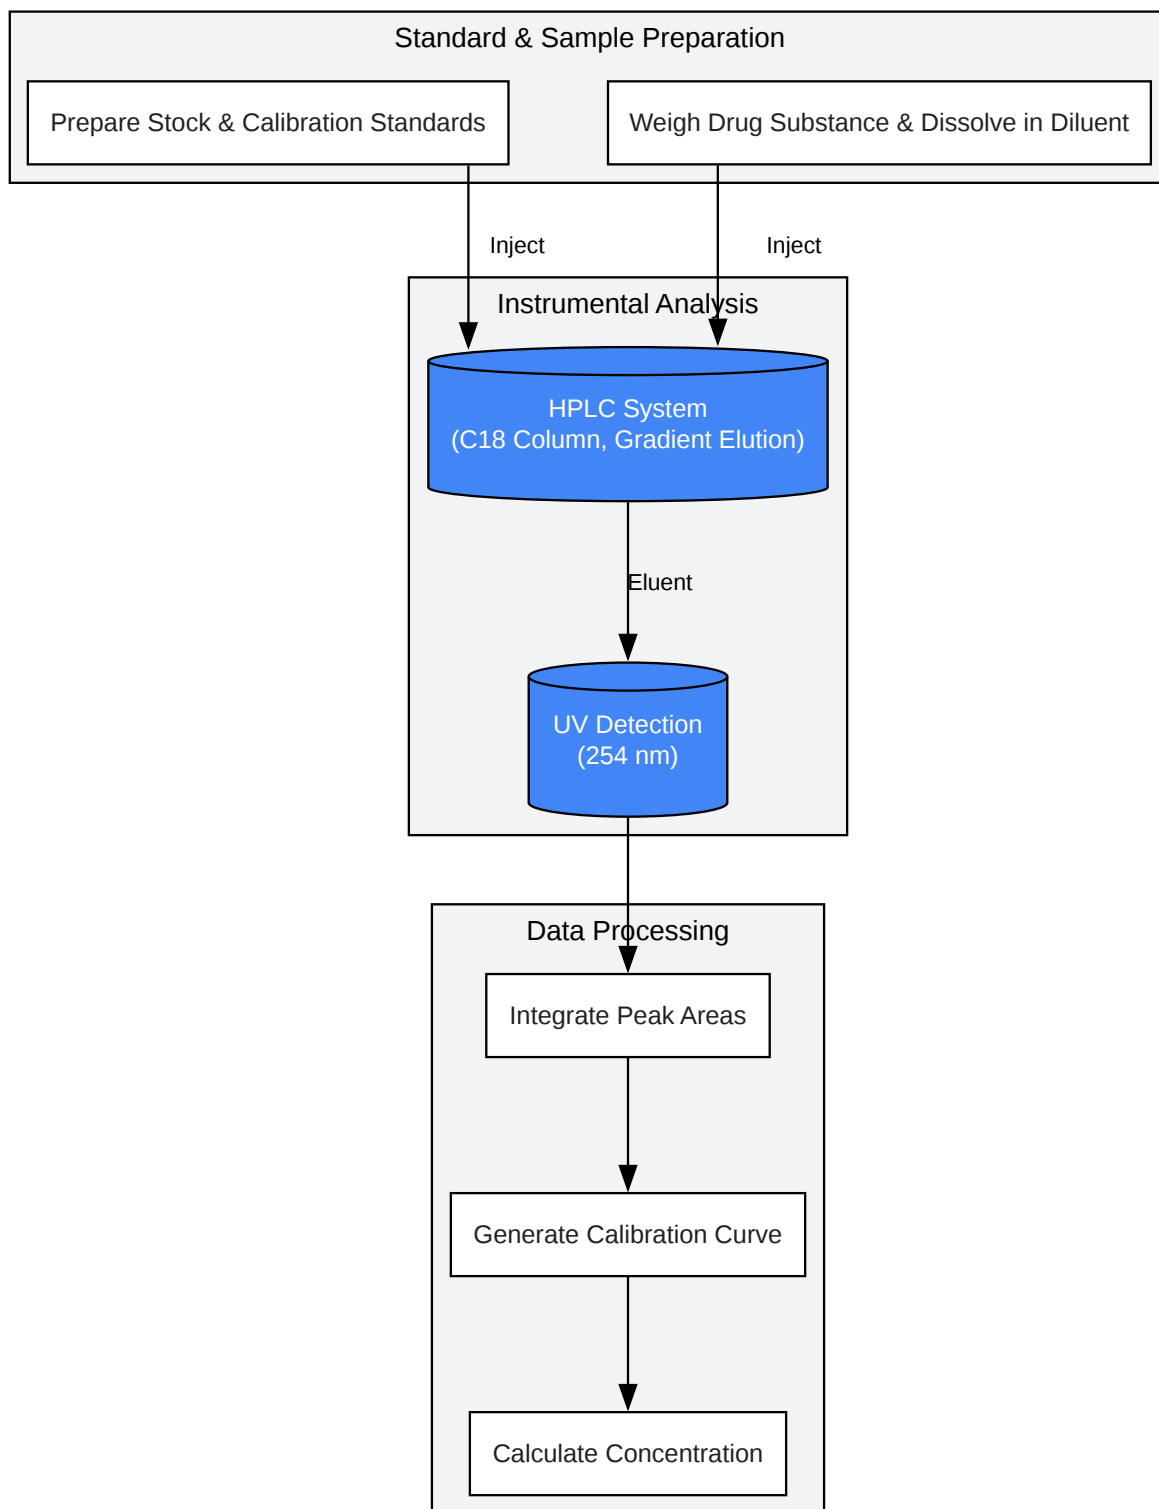 Standard & Sample Preparation
Prepare Stock & Calibration Standards
Weigh Drug Substance & Dissolve in Diluent
Inject
Inject
Instrumental Analysis
HPLC System
(C18 Column, Gradient Elution)
Eluent
UV Detection
(254 nm)
Data Processing
Integrate Peak Areas
Generate Calibration Curve
Calculate Concentration